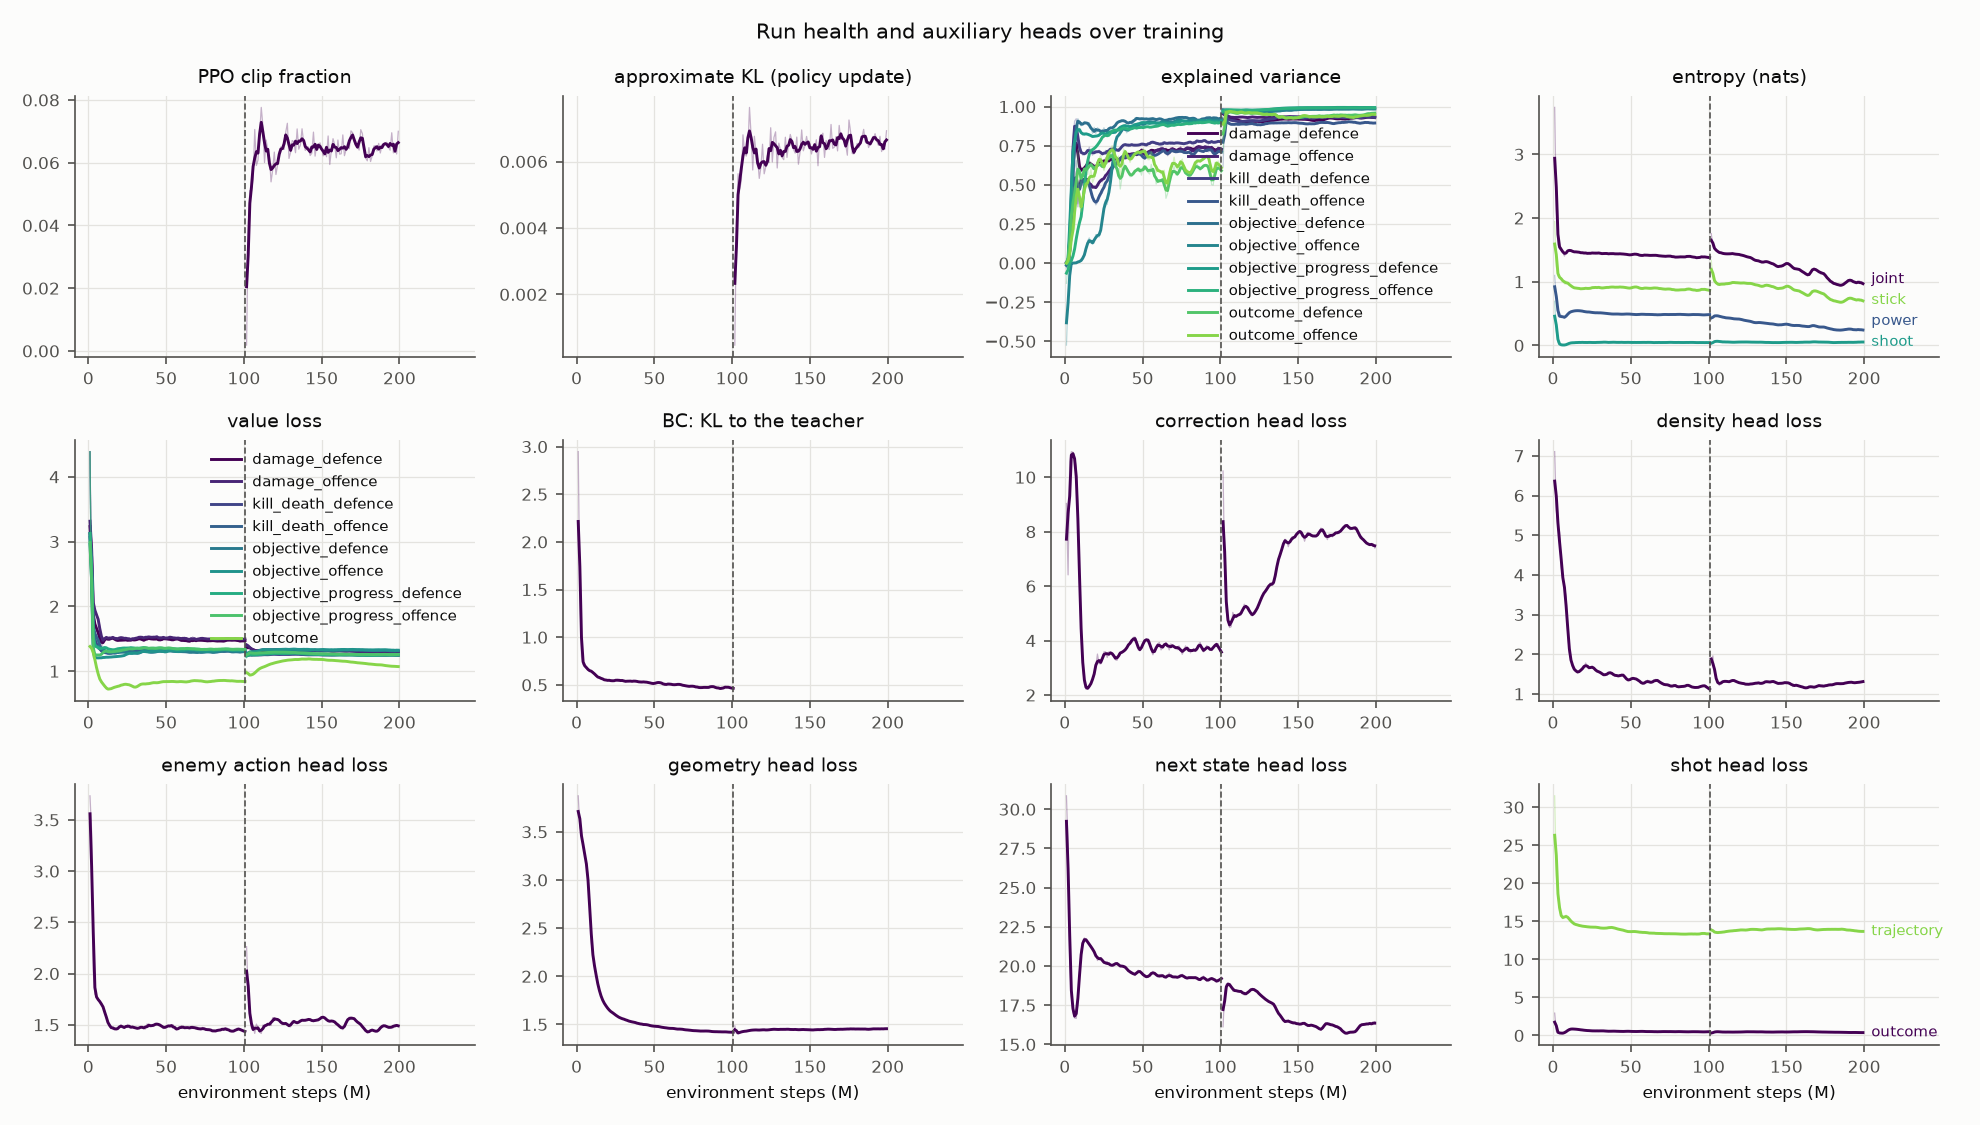 Run health and auxiliary heads over training
PPO clip fraction
0.08
0.06
0.04
0.02
0.00
0 50 100 150 200
approximate KL (policy update)
0.006
0.004
0.002
0 50 100 150 200
explained variance
1.00
0.75
0.50
0.25
0.00
−0.25
−0.50
damage_defence
damage_offence
kill_death_defence
kill_death_offence
objective_defence
objective_offence
objective_progress_defence
objective_progress_offence
outcome_defence
outcome_offence
0 50 100 150 200
entropy (nats)
3
2
1
0
joint
stick
power
shoot
0 50 100 150 200
value loss
4
3
2
1
damage_defence
damage_offence
kill_death_defence
kill_death_offence
objective_defence
objective_offence
objective_progress_defence
objective_progress_offence
outcome
0 50 100 150 200
BC: KL to the teacher
3.0
2.5
2.0
1.5
1.0
0.5
0 50 100 150 200
correction head loss
10
8
6
4
2
0 50 100 150 200
density head loss
7
6
5
4
3
2
1
0 50 100 150 200
enemy action head loss
3.5
3.0
2.5
2.0
1.5
0 50 100 150 200
environment steps (M)
geometry head loss
3.5
3.0
2.5
2.0
1.5
0 50 100 150 200
environment steps (M)
next state head loss
30.0
27.5
25.0
22.5
20.0
17.5
15.0
0 50 100 150 200
environment steps (M)
shot head loss
30
25
20
15
10
5
0
trajectory
outcome
0 50 100 150 200
environment steps (M)